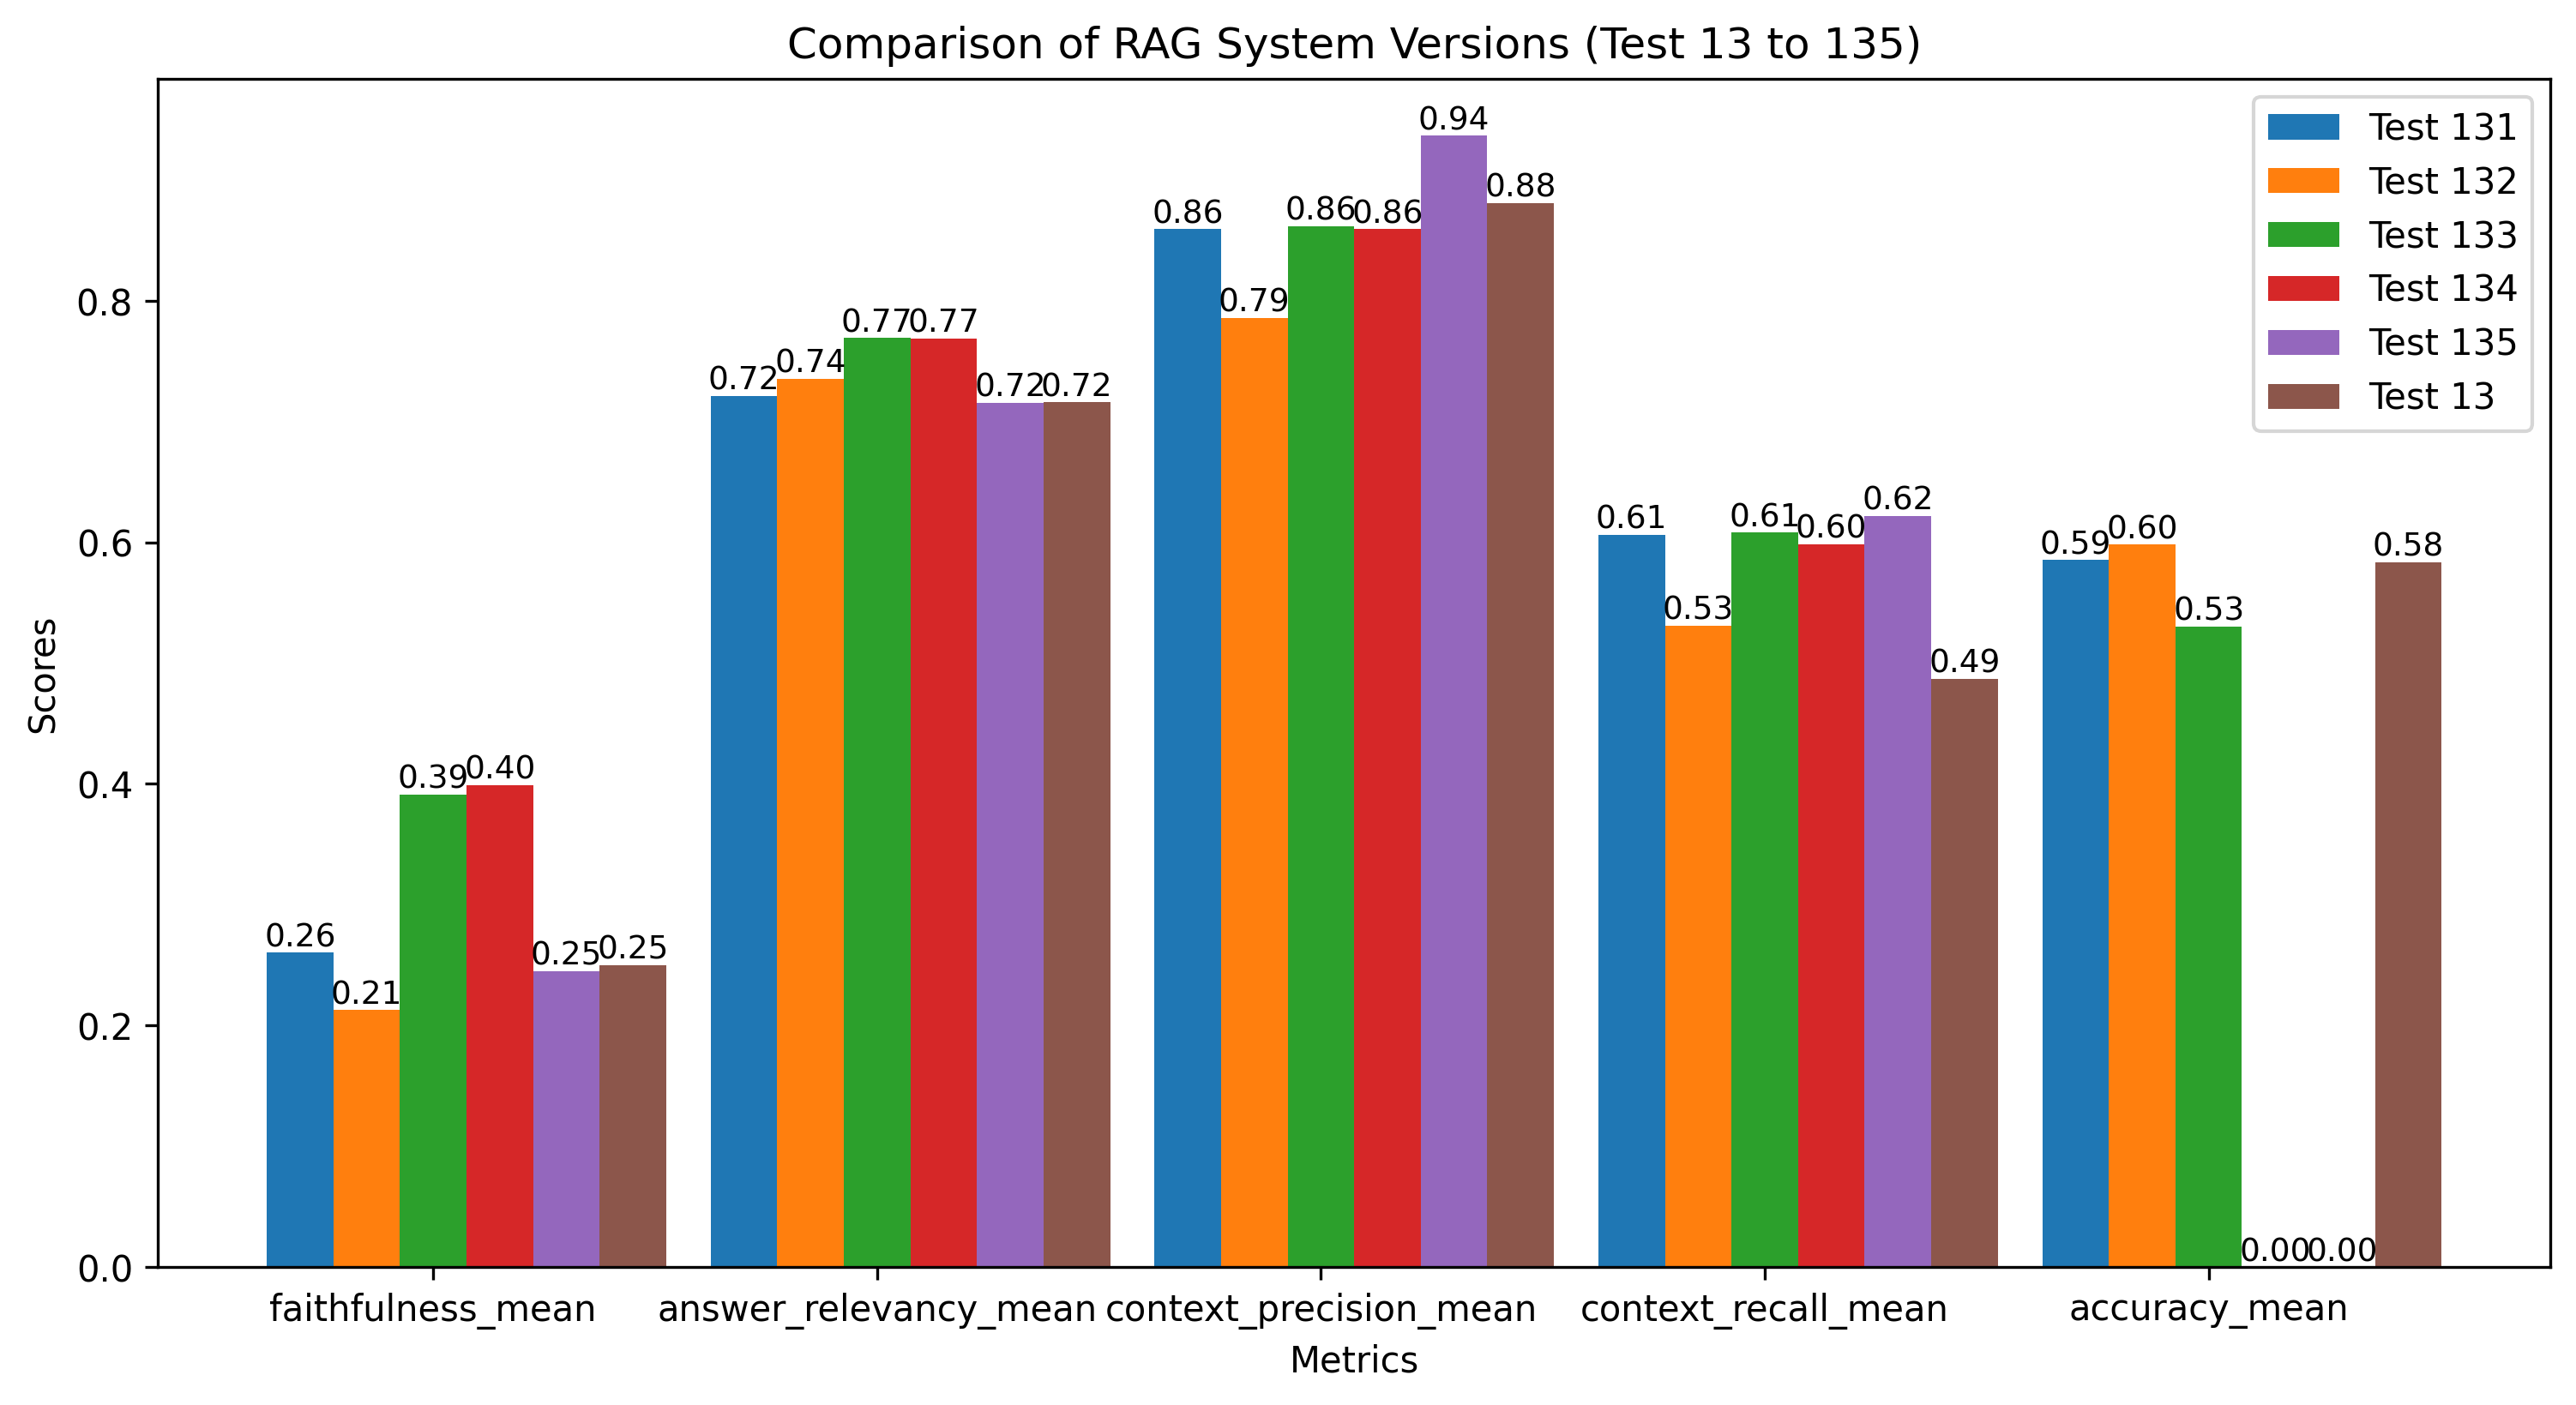 Comparison of RAG System Versions (Test 13 to 135)
Test 131
Test 132
Test 133
Test 134
Test 135
Test 13
Scores
0.8
0.6
0.4
0.2
0.0
0.26
0.21
0.39
0.40
0.25
0.25
0.72
0.74
0.77
0.77
0.72
0.72
0.86
0.79
0.86
0.86
0.94
0.88
0.61
0.53
0.61
0.60
0.62
0.49
0.59
0.60
0.53
0.00
0.00
0.58
faithfulness_mean
answer_relevancy_mean
context_precision_mean
context_recall_mean
accuracy_mean
Metrics